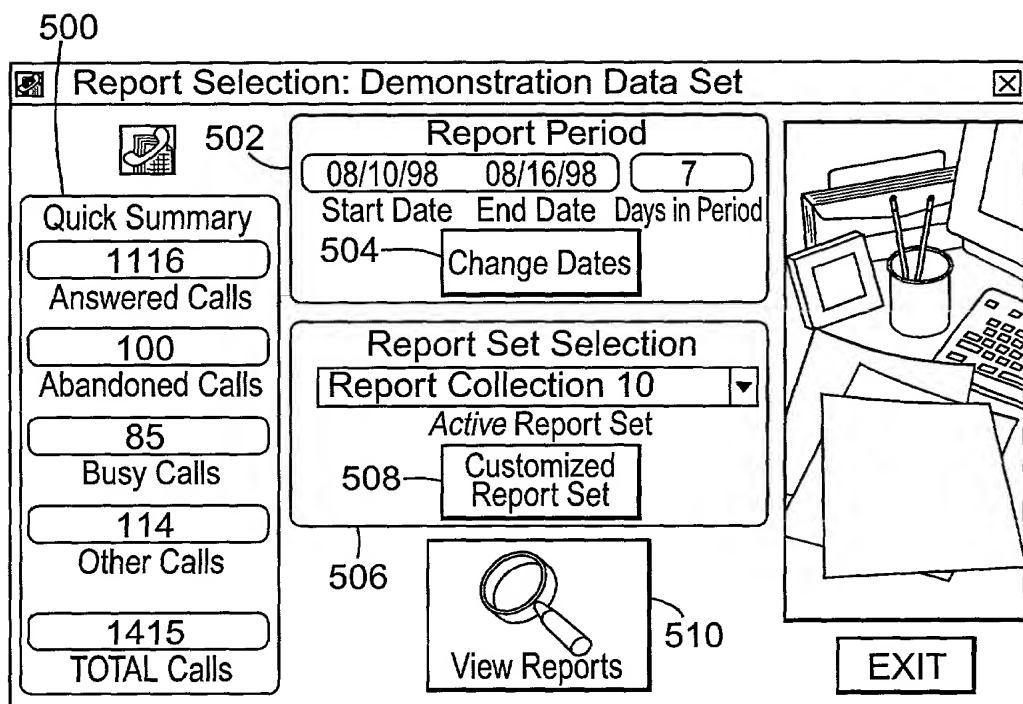 500
Report Selection: Demonstration Data Set
502
Report Period
08/10/98 08/16/98 7
Start Date End Date Days in Period
504
Change Dates
Quick Summary
1116
Answered Calls
100
Abandoned Calls
85
Busy Calls
114
Other Calls
1415
TOTAL Calls
Report Set Selection
Report Collection 10
Active Report Set
508
Customized
Report Set
506
View Reports
510
EXIT